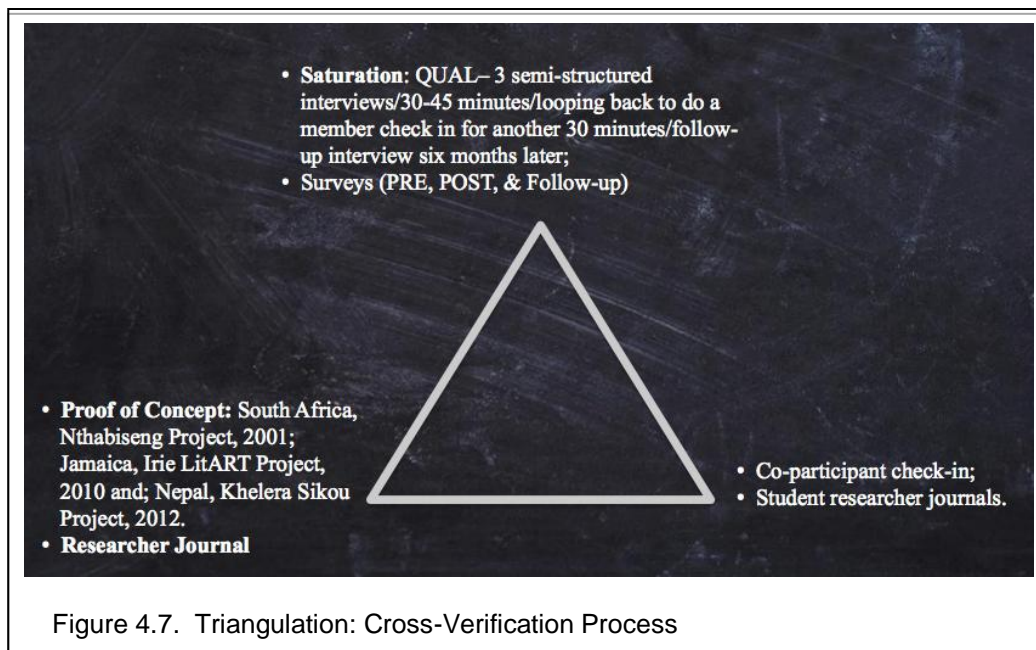 • Saturation: QUAL– 3 semi-structured
interviews/30-45 minutes/looping back to do a
member check in for another 30 minutes/follow-
up interview six months later;
• Surveys (PRE, POST, & Follow-up)
• Proof of Concept: South Africa,
Nthabiseng Project, 2001;
Jamaica, Irie LitART Project,
2010 and; Nepal, Khelera Sikou
Project, 2012.
• Researcher Journal
• Co-participant check-in;
• Student researcher journals.
Figure 4.7. Triangulation: Cross-Verification Process